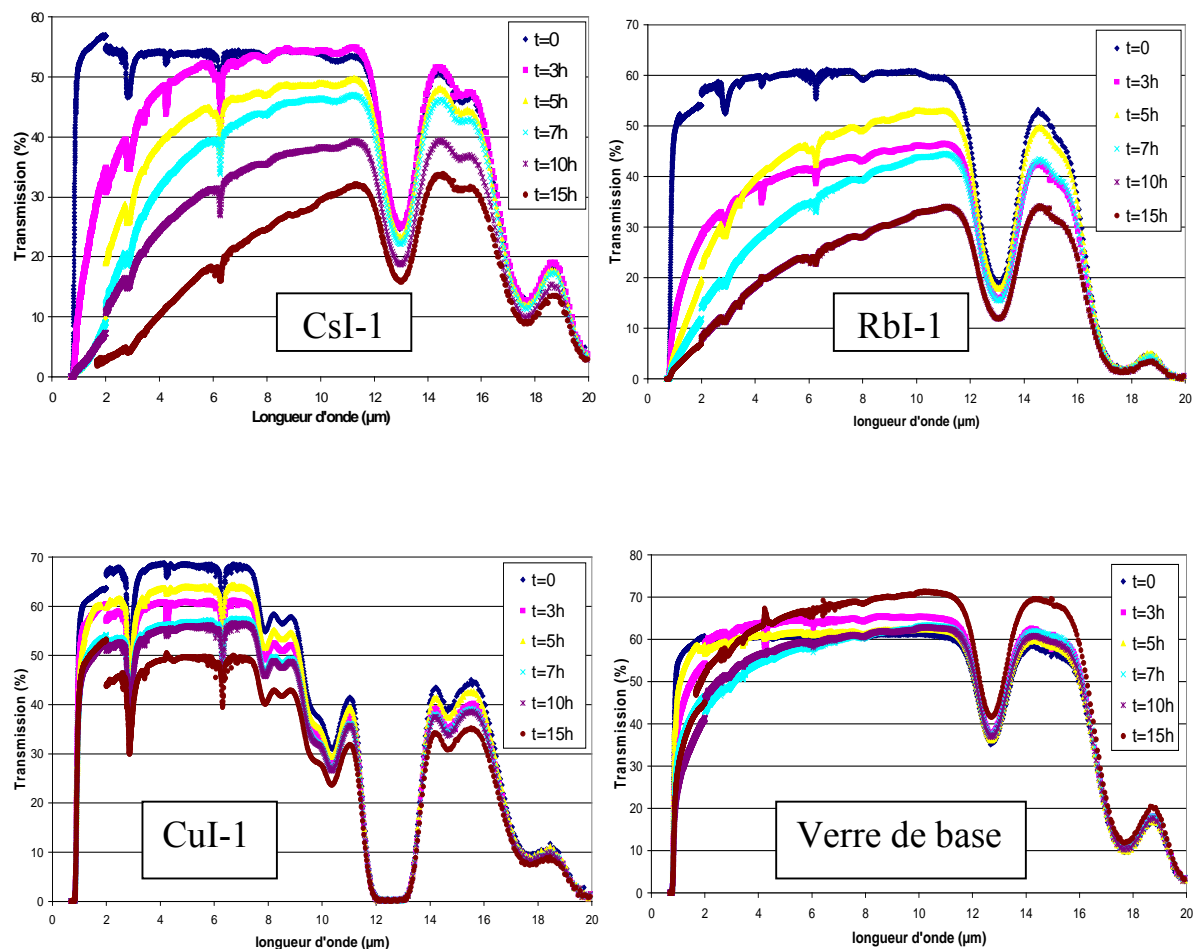 60
50
40
30
20
10
0
Transmission (%)
0 2 4 6 8 10 12 14 16 18 20
Longueur d'onde (µm)
t=0
t=3h
t=5h
t=7h
t=10h
t=15h
CsI-1
70
60
50
40
30
20
10
0
Transmission (%)
0 2 4 6 8 10 12 14 16 18 20
longueur d'onde (µm)
t=0
t=3h
t=5h
t=7h
t=10h
t=15h
RbI-1
70
60
50
40
30
20
10
0
Transmission (%)
0 2 4 6 8 10 12 14 16 18 20
longueur d'onde (µm)
t=0
t=3h
t=5h
t=7h
t=10h
t=15h
CuI-1
80
70
60
50
40
30
20
10
0
Transmission (%)
0 2 4 6 8 10 12 14 16 18 20
longueur d'onde (µm)
t=0
t=3h
t=5h
t=7h
t=10h
t=15h
Verre de base